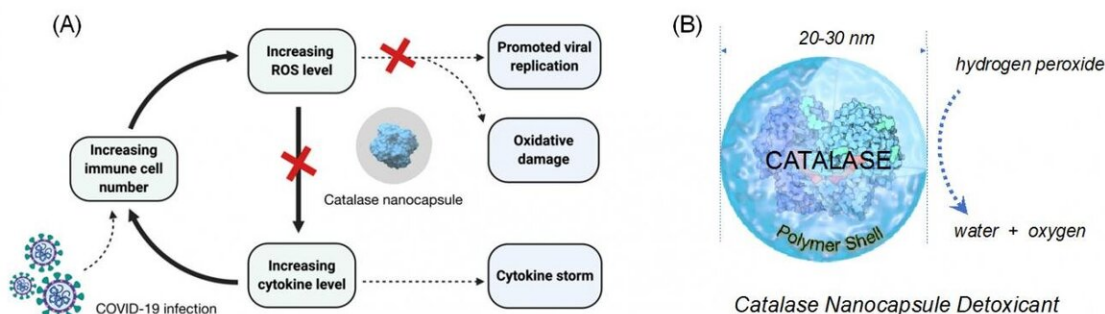 (A)
Increasing
ROS level
Promoted viral
replication
Oxidative
damage
Catalase nanocapsule
Increasing
immune cell
number
Increasing
cytokine level
Cytokine storm
COVID-19 infection
(B)
20-30 nm
hydrogen peroxide
CATALASE
Polymer Shell
water + oxygen
Catalase Nanocapsule Detoxicant